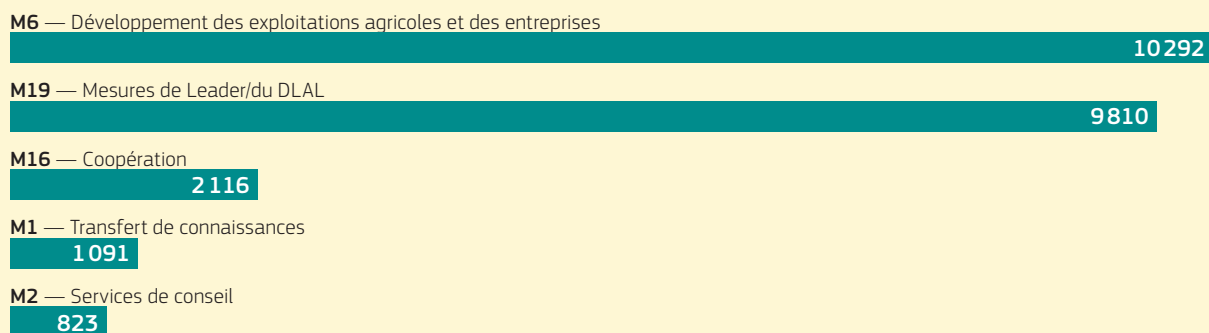 M6 — Développement des exploitations agricoles et des entreprises
10 292
M19 — Mesures de Leader/du DLAL
9 810
M16 — Coopération
2 116
M1 — Transfert de connaissances
1 091
M2 — Services de conseil
823